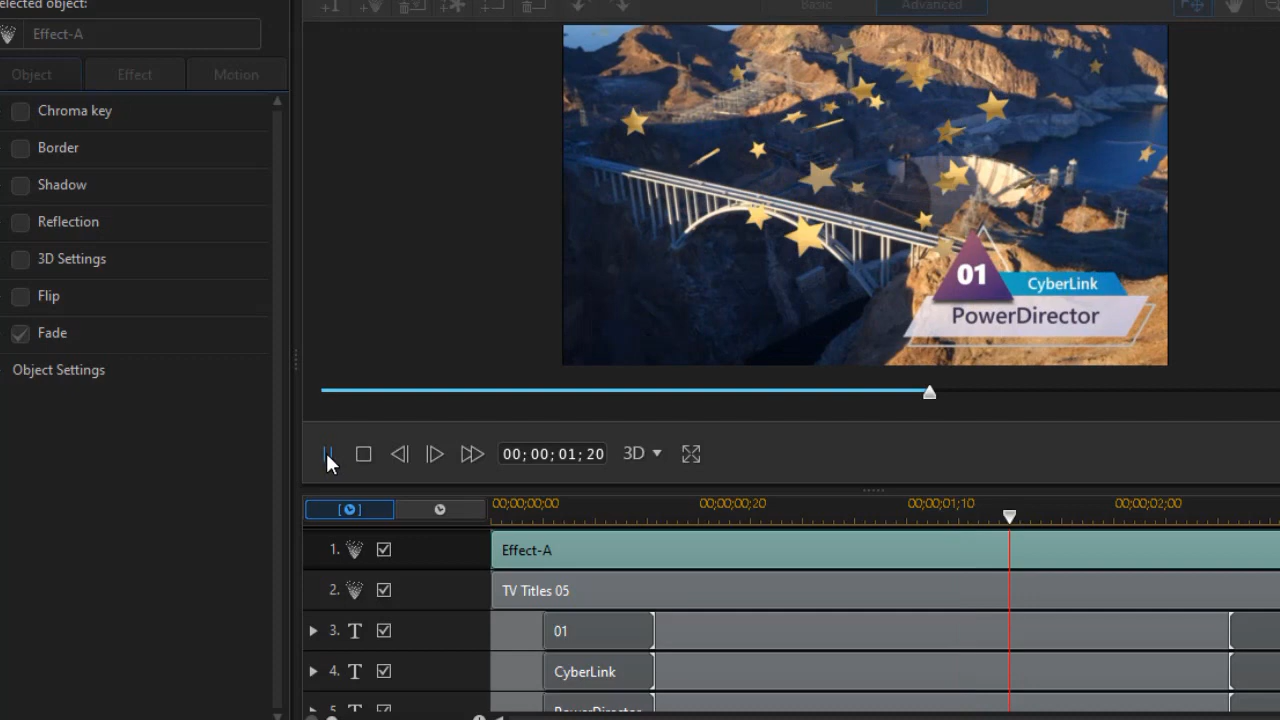 elected object:
Effect-A
Basic
Advanced
Object
Effect
Motion
Chroma key
Border
Shadow
Reflection
3D Settings
Flip
Fade
Object Settings
01
CyberLink
PowerDirector
00;00;01;20
3D
00;00;00;00
00;00;00;20
00;00;01;10
00;00;02;00
1.
Effect-A
2.
TV Titles 05
3. T
01
4. T
CyberLink
5. T
PowerDirector